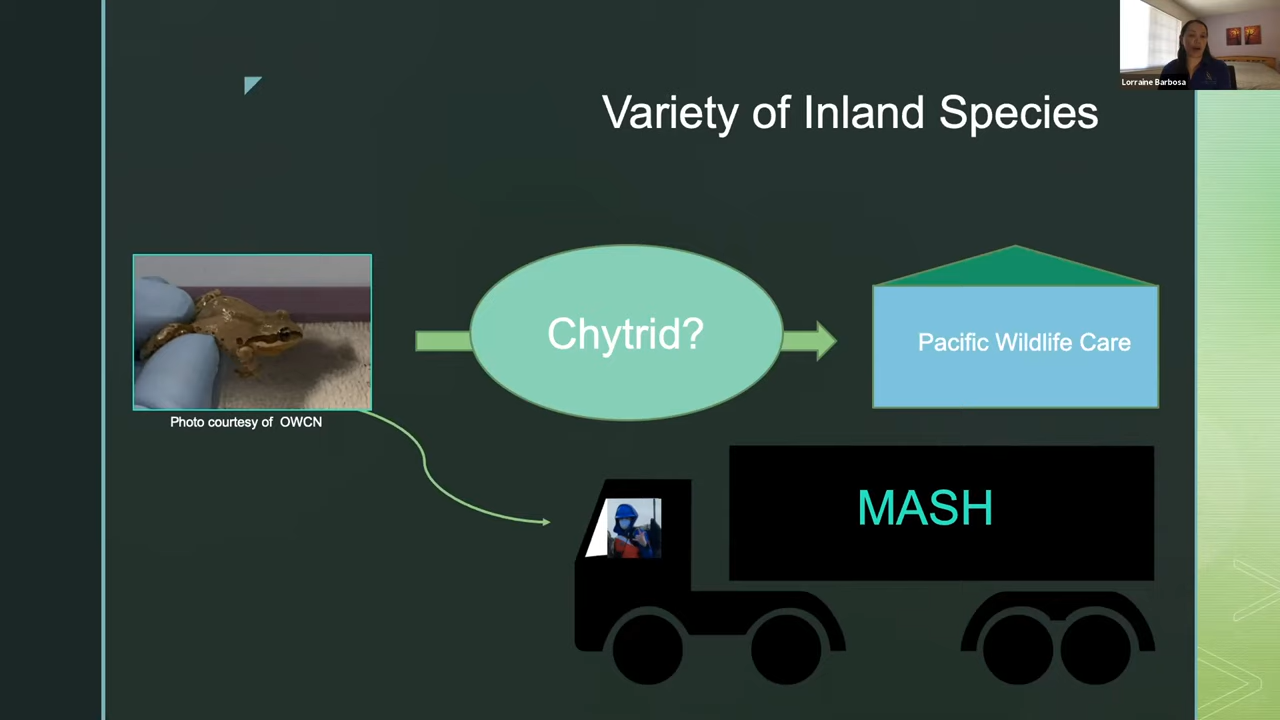 Lorraine Barbosa
Variety of Inland Species
Chytrid?
Pacific Wildlife Care
Photo courtesy of OWCN
MASH